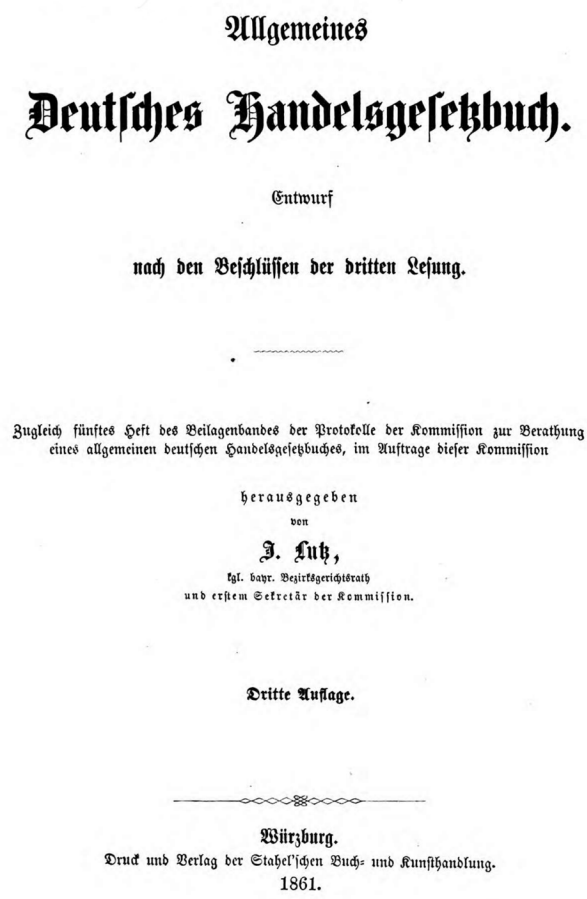 Allgemeines
Deutsches Handelsgesetzbuch.
Entwurf
nach den Beschlüssen der dritten Lesung.
Zugleich fünftes Heft des Beilagenbandes der Protokolle der Kommission zur Berathung
eines allgemeinen deutschen Handelsgesetzbuches, im Auftrage dieser Kommission
herausgegeben
von
J. Lutz,
kgl. bayr. Bezirksgerichtsrath
und erstem Sekretär der Kommission.
Dritte Auflage.
Würzburg.
Druck und Verlag der Stahel'schen Buch- und Kunsthandlung.
1861.